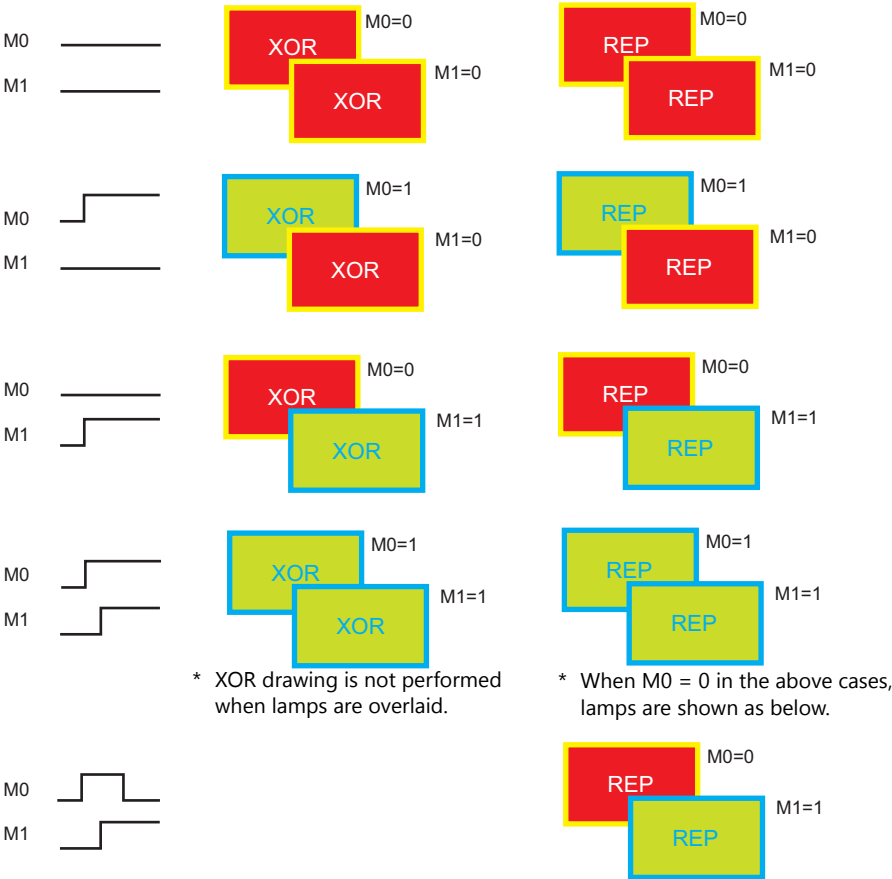 M0
M1
XOR
M0=0
XOR
M1=0
REP
M0=0
REP
M1=0
M0
M1
XOR
M0=1
XOR
M1=0
REP
M0=1
REP
M1=0
M0
M1
XOR
M0=0
XOR
M1=1
REP
M0=0
REP
M1=1
M0
M1
XOR
M0=1
XOR
M1=1
REP
M0=1
REP
M1=1
* XOR drawing is not performed
when lamps are overlaid.
* When M0 = 0 in the above cases,
lamps are shown as below.
M0
M1
REP
M0=0
REP
M1=1